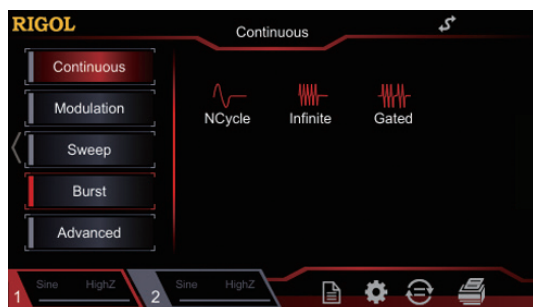 RIGOL
Continuous
Continuous
Modulation
Sweep
Burst
Advanced
NCycle
Infinite
Gated
1
Sine HighZ
2
Sine HighZ